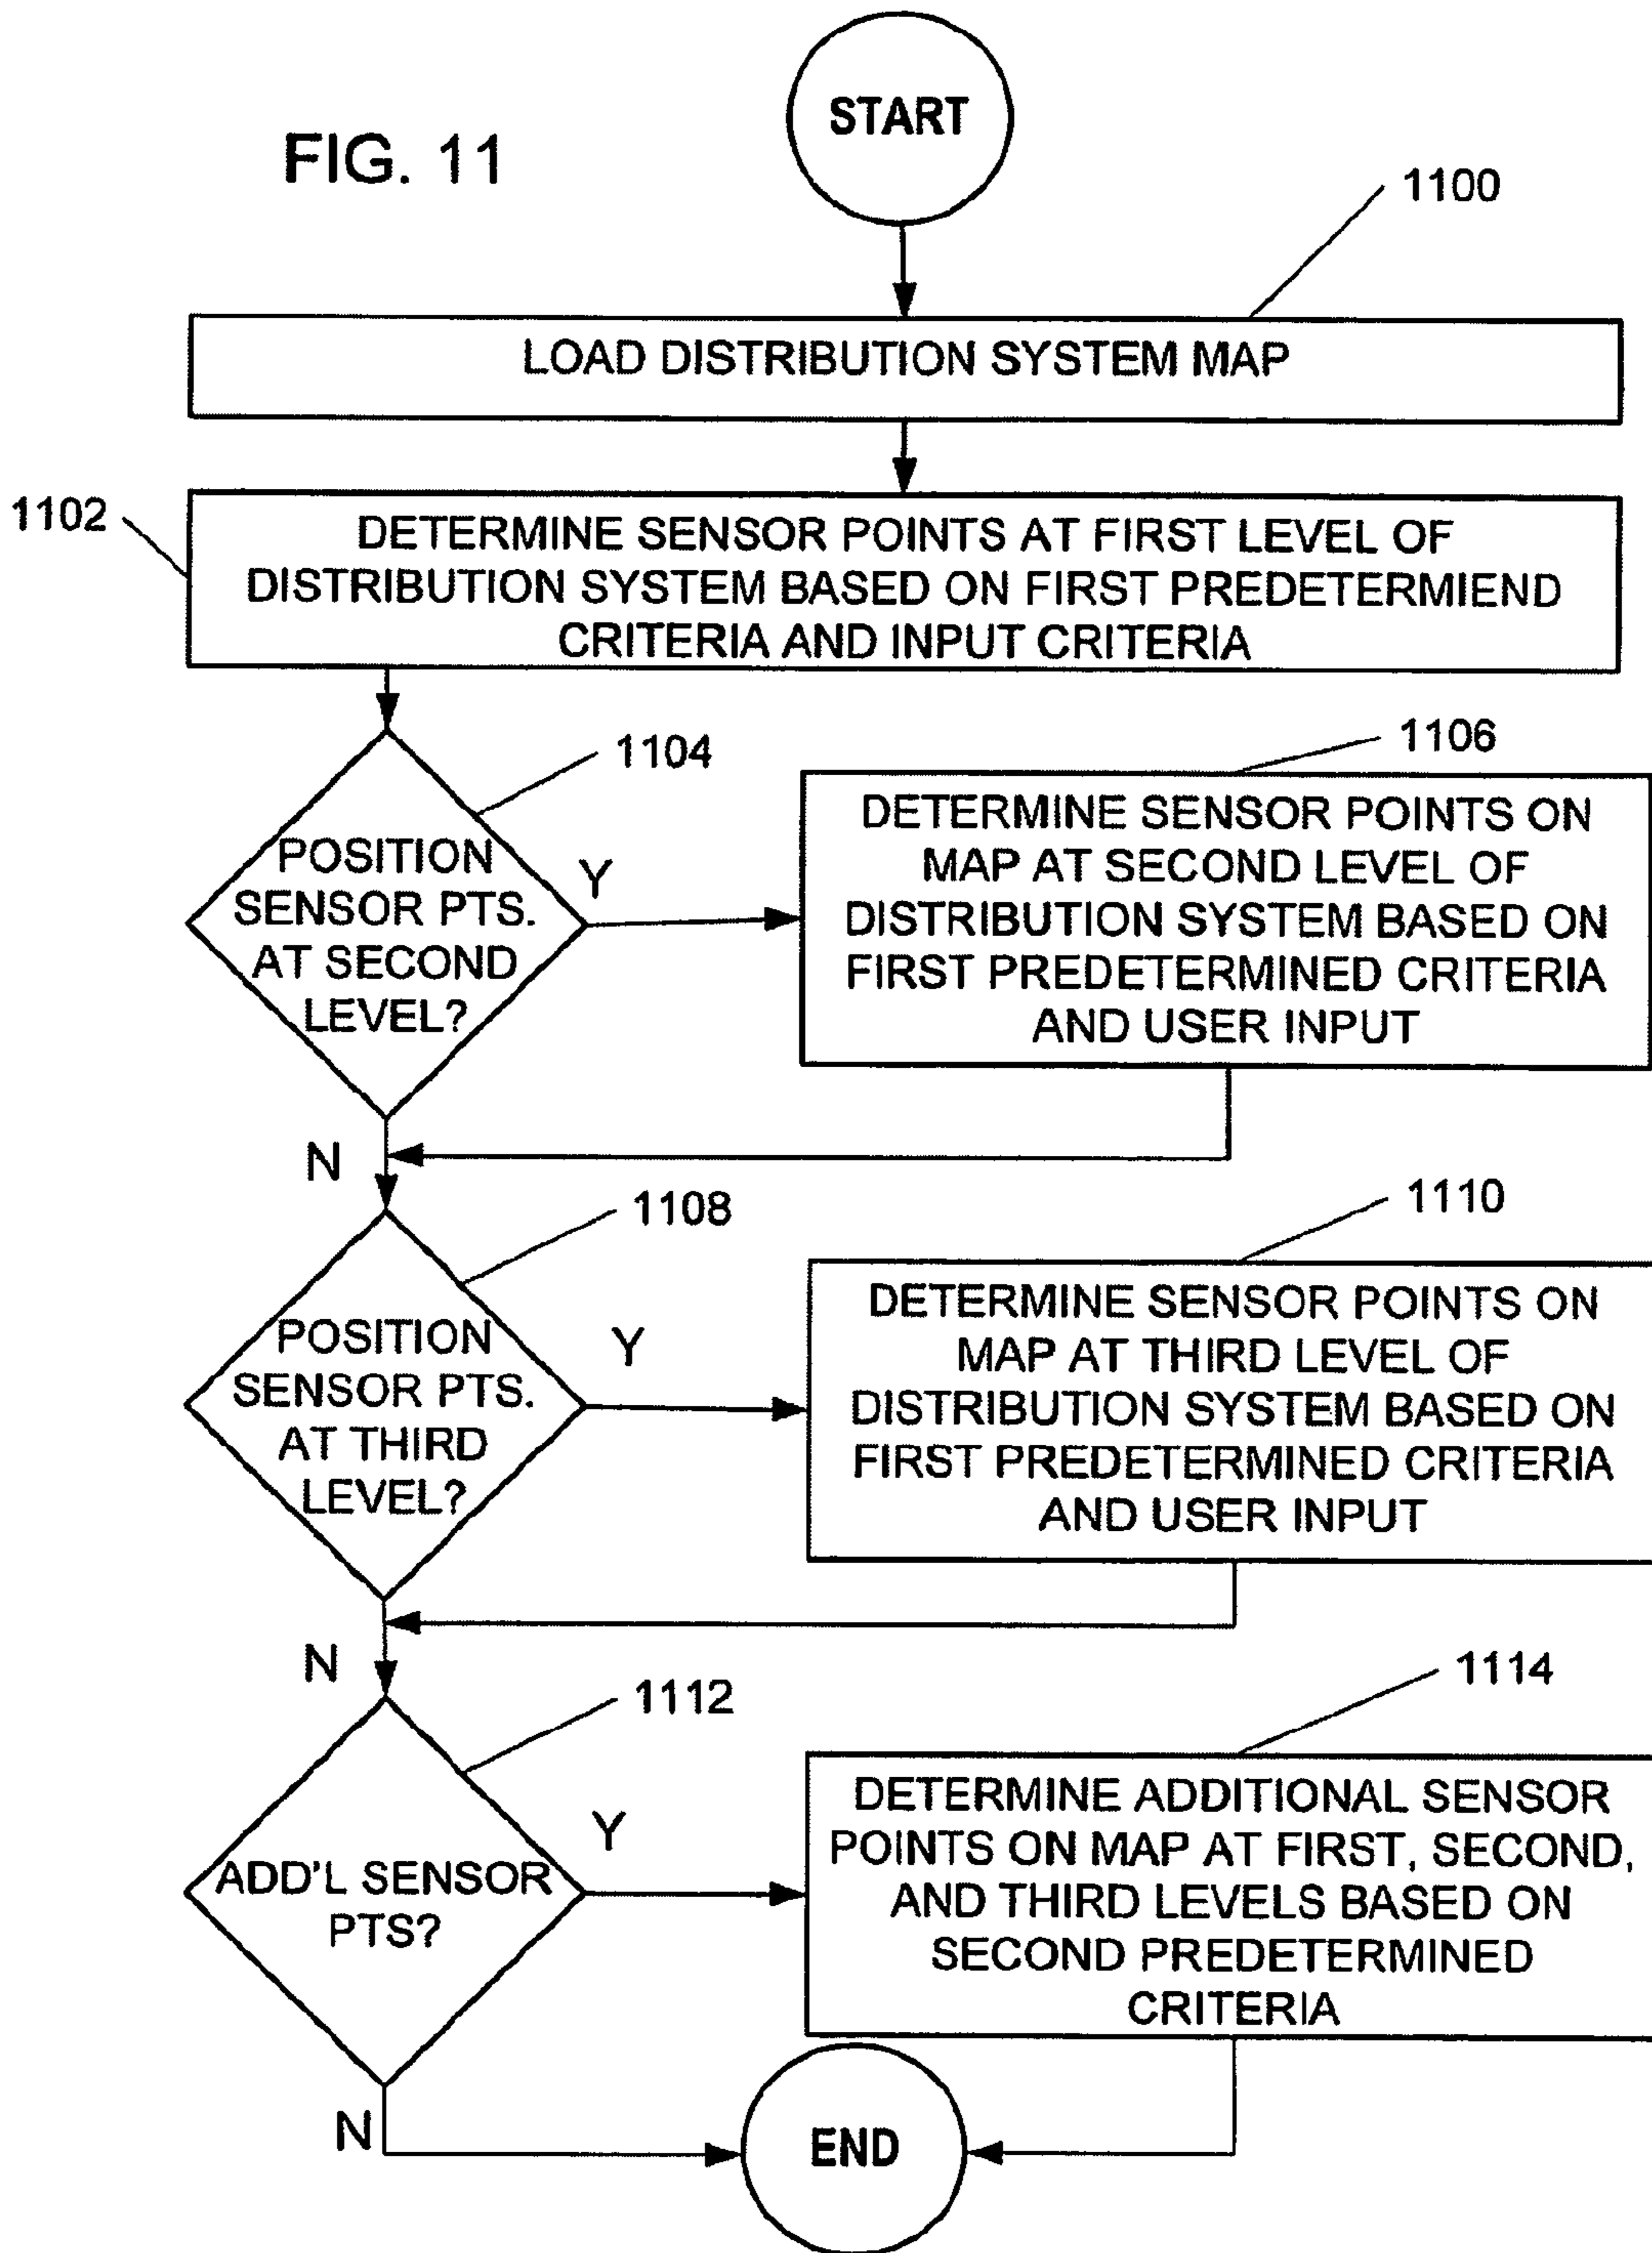 START
FIG. 11
1100
LOAD DISTRIBUTION SYSTEM MAP
1102
DETERMINE SENSOR POINTS AT FIRST LEVEL OF
DISTRIBUTION SYSTEM BASED ON FIRST PREDETERMIEND
CRITERIA AND INPUT CRITERIA
1104
POSITION
SENSOR PTS.
AT SECOND
LEVEL?
Y
1106
DETERMINE SENSOR POINTS ON
MAP AT SECOND LEVEL OF
DISTRIBUTION SYSTEM BASED ON
FIRST PREDETERMINED CRITERIA
AND USER INPUT
N
1108
POSITION
SENSOR PTS.
AT THIRD
LEVEL?
Y
1110
DETERMINE SENSOR POINTS ON
MAP AT THIRD LEVEL OF
DISTRIBUTION SYSTEM BASED ON
FIRST PREDETERMINED CRITERIA
AND USER INPUT
N
1112
ADD'L SENSOR
PTS?
Y
1114
DETERMINE ADDITIONAL SENSOR
POINTS ON MAP AT FIRST, SECOND,
AND THIRD LEVELS BASED ON
SECOND PREDETERMINED
CRITERIA
N
END